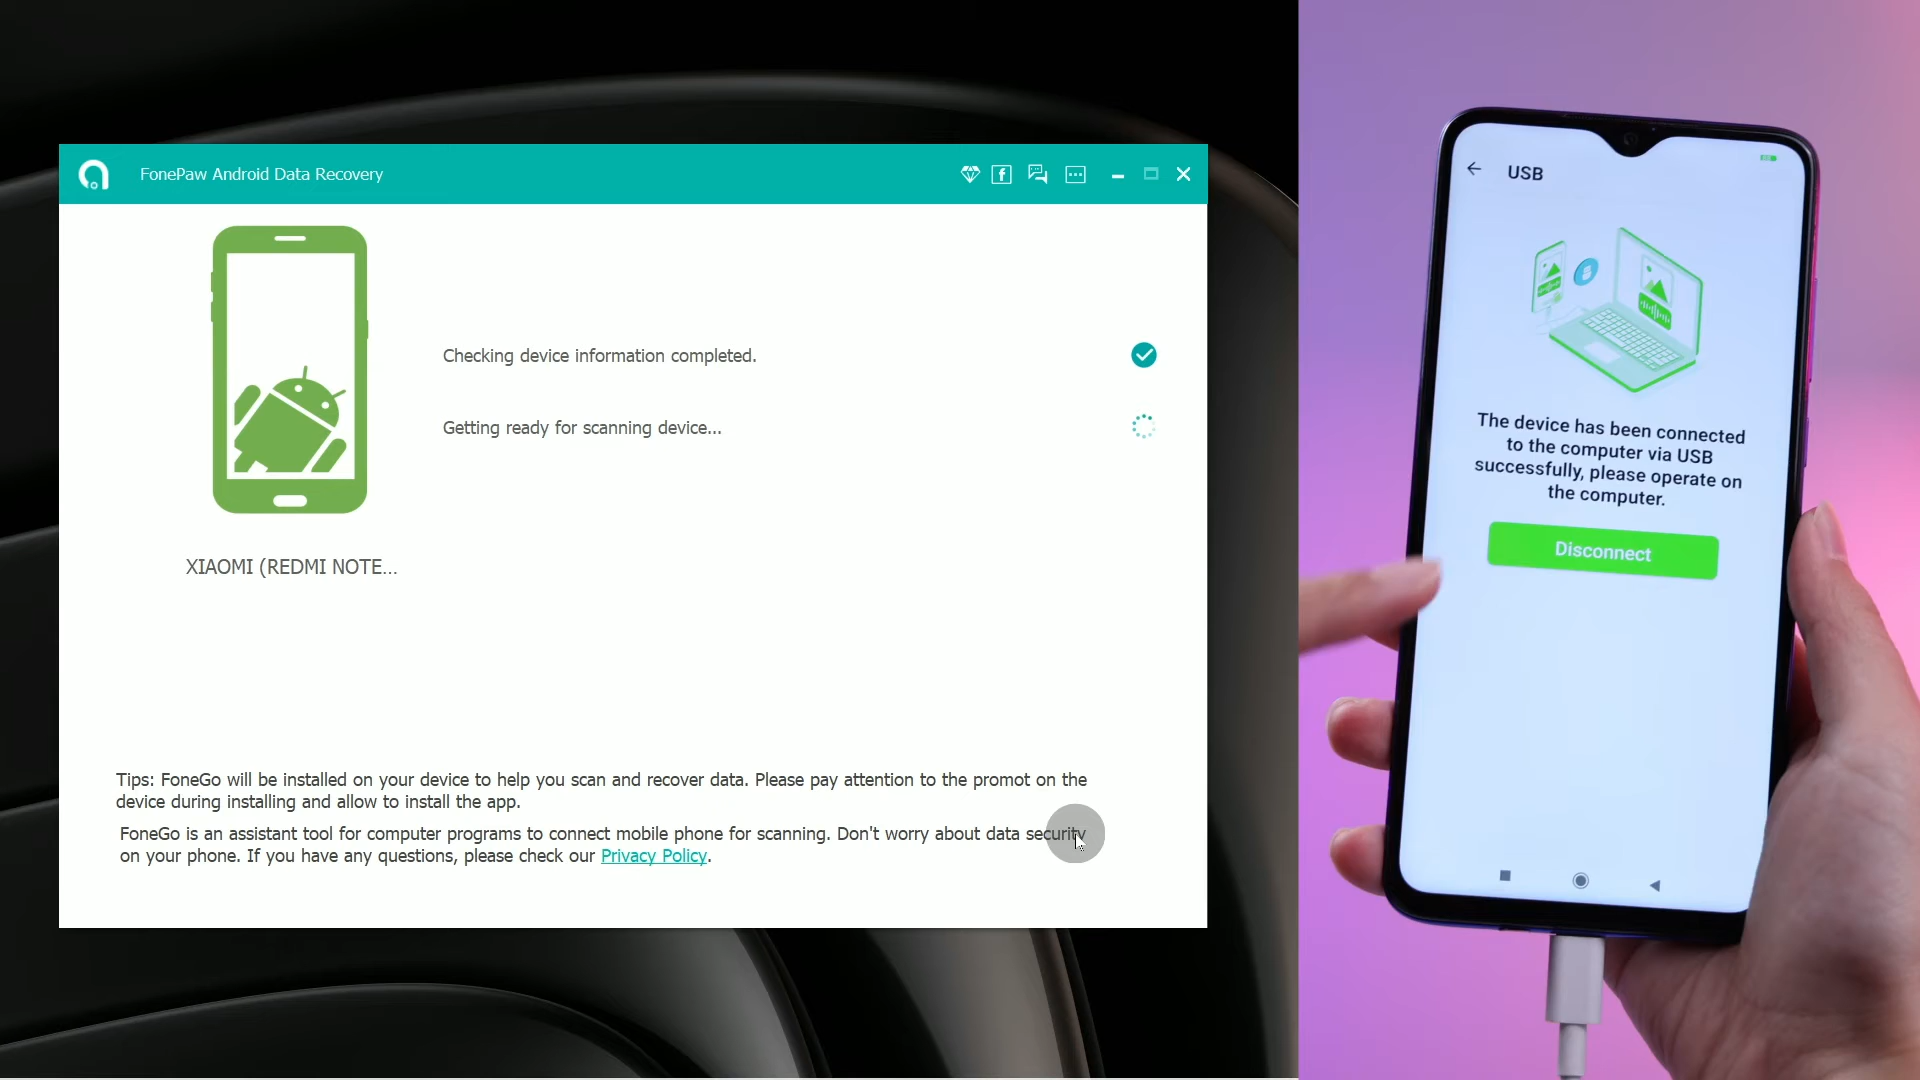 FonePaw Android Data Recovery
Checking device information completed.
Getting ready for scanning device...
XIAOMI (REDMI NOTE...
Tips: FoneGo will be installed on your device to help you scan and recover data. Please pay attention to the promot on the
device during installing and allow to install the app.
FoneGo is an assistant tool for computer programs to connect mobile phone for scanning. Don't worry about data security
on your phone. If you have any questions, please check our Privacy Policy.
USB
The device has been connected
to the computer via USB
successfully, please operate on
the computer.
Disconnect